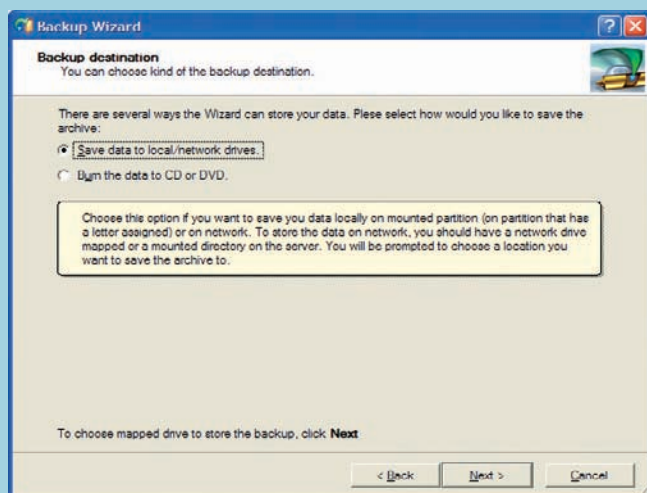 Backup Wizard
Backup destination
You can choose kind of the backup destination.
There are several ways the Wizard can store your data. Plese select how would you like to save the
archive:
Save data to local/network drives.
Burn the data to CD or DVD.
Choose this option if you want to save you data locally on mounted partition (on partition that has
a letter assigned) or on network. To store the data on network, you should have a network drive
mapped or a mounted directory on the server. You will be prompted to choose a location you
want to save the archive to.
To choose mapped drive to store the backup, click Next
< Back Next > Cancel